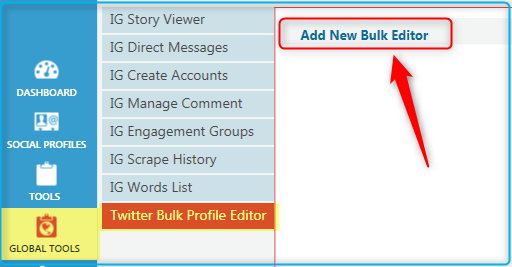 DASHBOARD
SOCIAL PROFILES
TOOLS
GLOBAL TOOLS
IG Story Viewer
IG Direct Messages
IG Create Accounts
IG Manage Comment
IG Engagement Groups
IG Scrape History
IG Words List
Twitter Bulk Profile Editor
Add New Bulk Editor